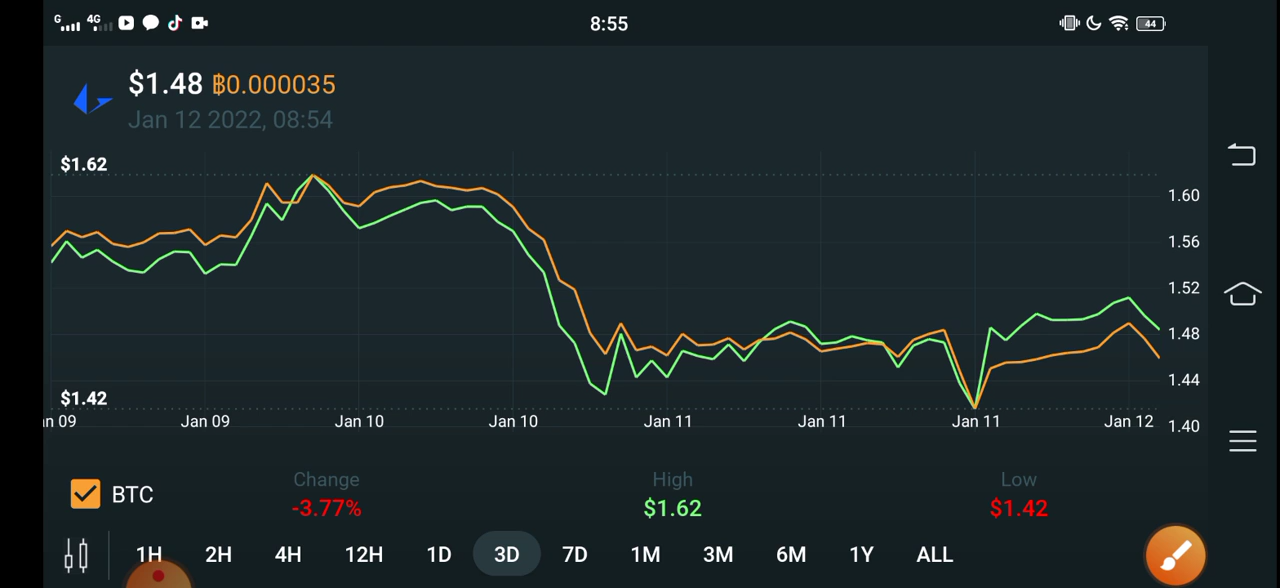 G 4G 8:55 44
$1.48 ฿0.000035
Jan 12 2022, 08:54
$1.62
1.60
1.56
1.52
1.48
1.44
$1.42
1.40
n 09 Jan 09 Jan 10 Jan 10 Jan 11 Jan 11 Jan 11 Jan 12
Change High Low
BTC -3.77% $1.62 $1.42
1H 2H 4H 12H 1D 3D 7D 1M 3M 6M 1Y ALL